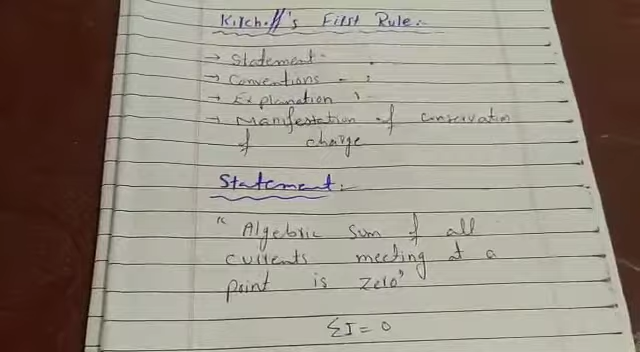 Kirchoff's First Rule:-
→ Statement-
→ Conventions - :
→ Explanation :-
→ Manifestation of conservation
of charge
Statement:
" Algebric sum of all
currents meeting at a
point is zero"
ΣI = 0